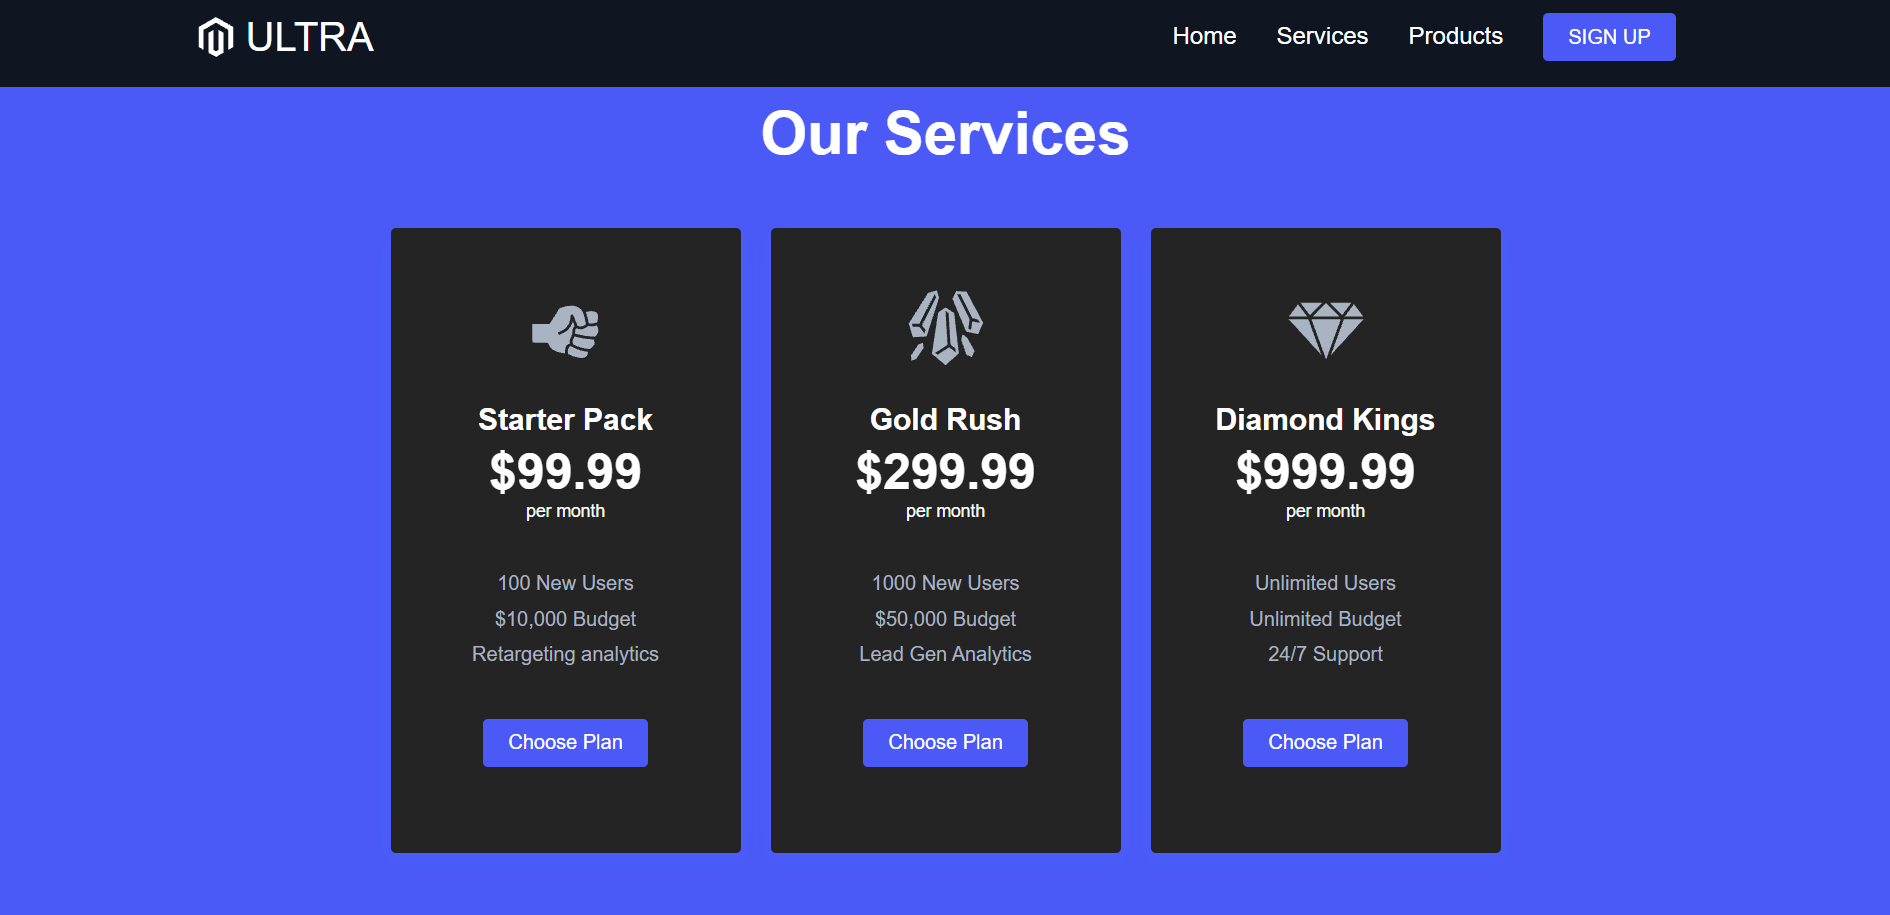 ULTRA
Home
Services
Products
SIGN UP
Our Services
Starter Pack
$99.99
per month
100 New Users
$10,000 Budget
Retargeting analytics
Choose Plan
Gold Rush
$299.99
per month
1000 New Users
$50,000 Budget
Lead Gen Analytics
Choose Plan
Diamond Kings
$999.99
per month
Unlimited Users
Unlimited Budget
24/7 Support
Choose Plan